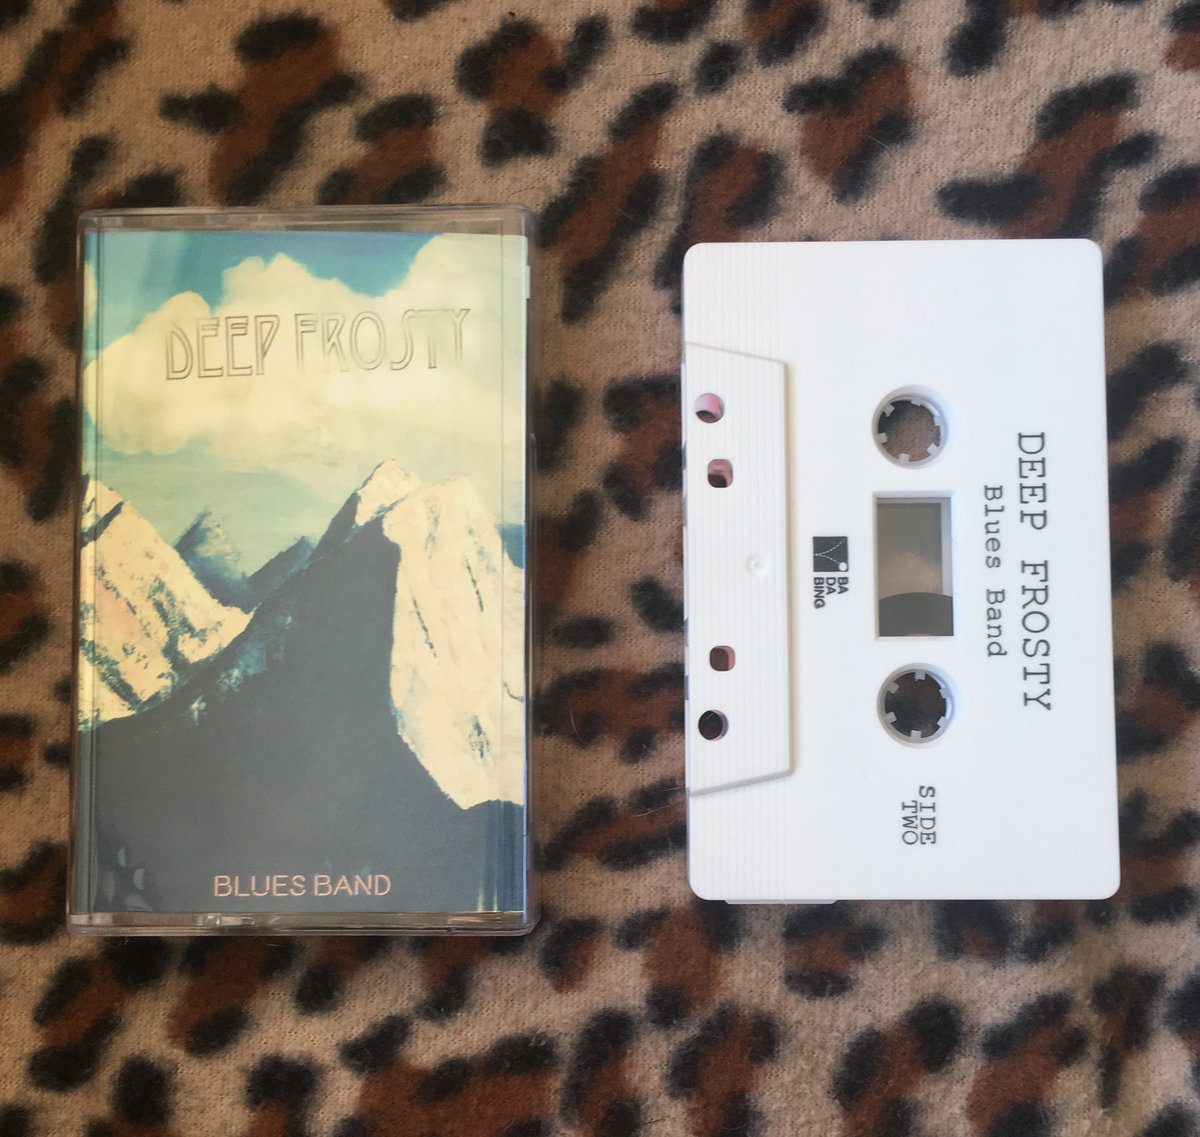 DEEP FROSTY
BLUES BAND
DEEP FROSTY
Blues Band
BA
DA
BING
SIDE
TWO